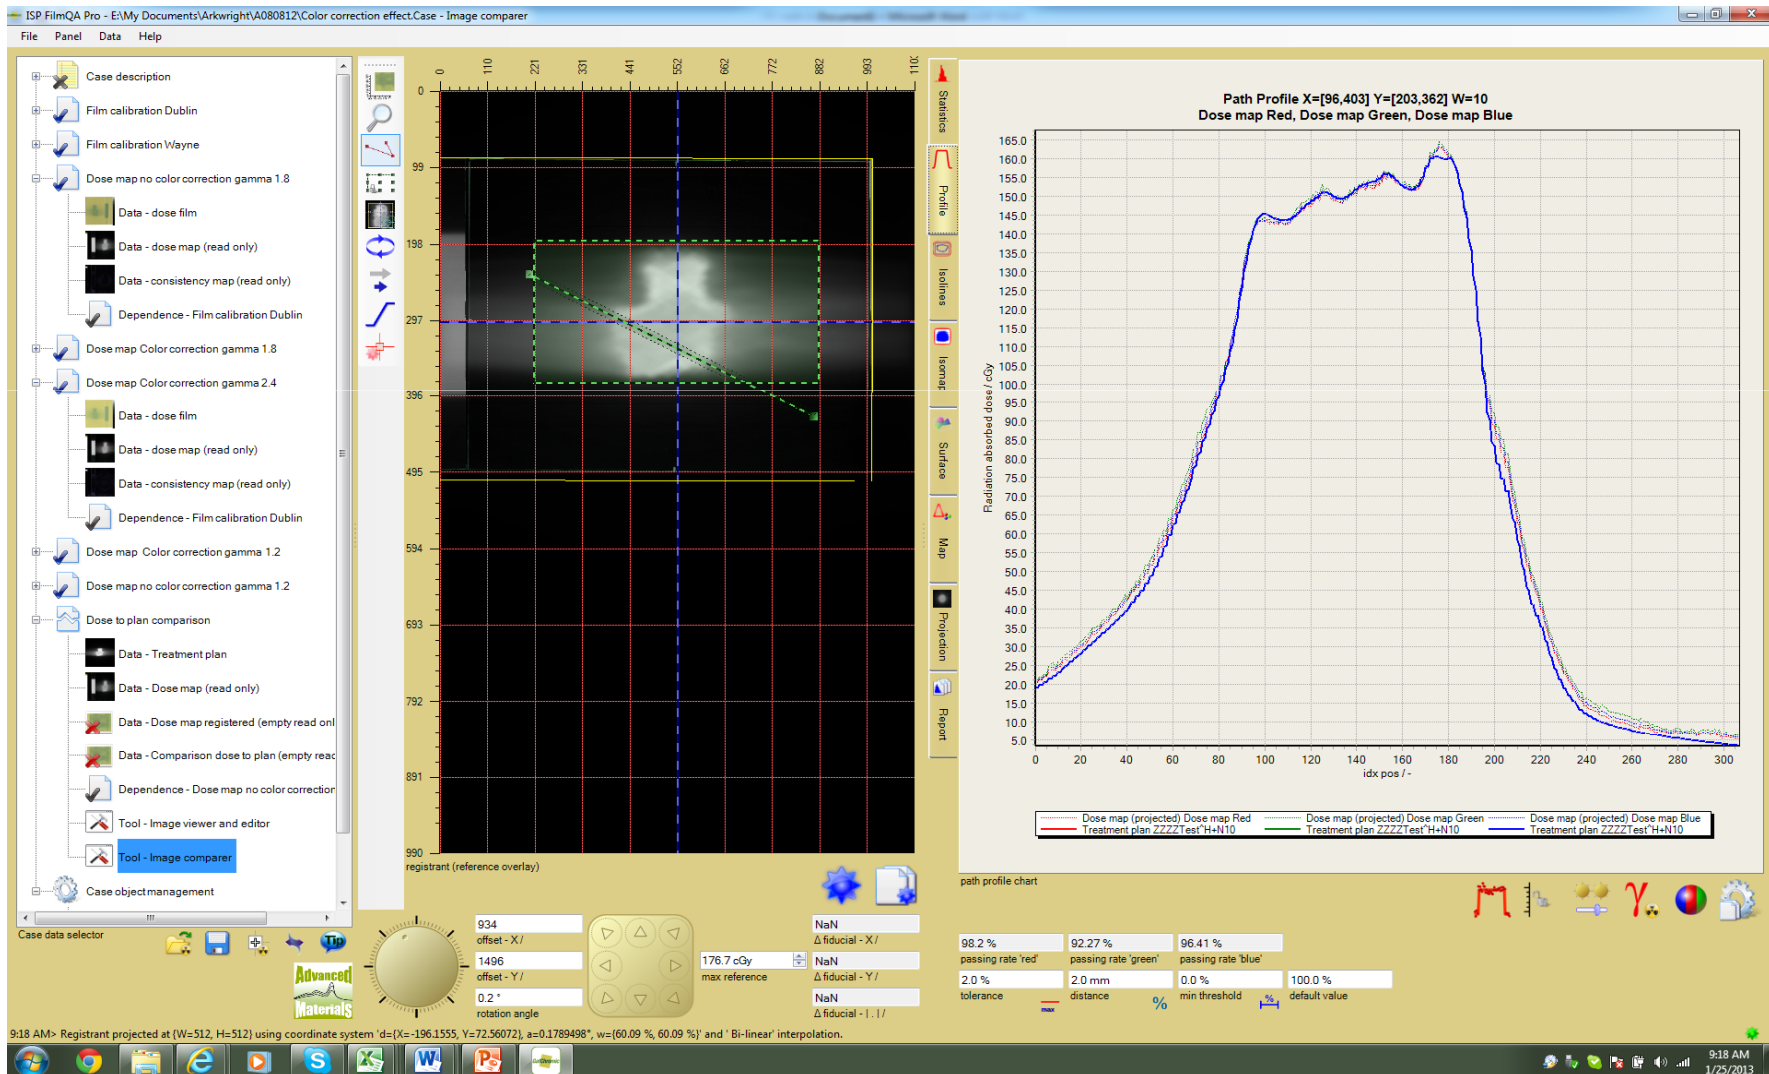 ISP FilmQA Pro - E:\My Documents\Arkwright\A080812\Color correction effect.Case - Image comparer
File Panel Data Help
Case description
Film calibration Dublin
Film calibration Wayne
Dose map no color correction gamma 1.8
Data - dose film
Data - dose map (read only)
Data - consistency map (read only)
Dependence - Film calibration Dublin
Dose map Color correction gamma 1.8
Dose map Color correction gamma 2.4
Data - dose film
Data - dose map (read only)
Data - consistency map (read only)
Dependence - Film calibration Dublin
Dose map Color correction gamma 1.2
Dose map no color correction gamma 1.2
Dose to plan comparison
Data - Treatment plan
Data - Dose map (read only)
Data - Dose map registered (empty read onl
Data - Comparison dose to plan (empty reac
Dependence - Dose map no color correction
Tool - Image viewer and editor
Tool - Image comparer
Case object management
Case data selector
Tip
Advanced
Materials
0 110 221 331 441 552 662 772 882 993 110
0
99
198
297
396
495
594
693
792
891
990
registrant (reference overlay)
934
offset - X /
1496
offset - Y /
0.2 °
rotation angle
176.7 cGy
max reference
NaN
Δ fiducial - X /
NaN
Δ fiducial - Y /
NaN
Δ fiducial - | . | /
Statistics
Profile
Isolines
Isomap
Surface
Map
Projection
Report
Path Profile X=[96,403] Y=[203,362] W=10
Dose map Red, Dose map Green, Dose map Blue
Radiation absorbed dose / cGy
165.0
160.0
155.0
150.0
145.0
140.0
135.0
130.0
125.0
120.0
115.0
110.0
105.0
100.0
95.0
90.0
85.0
80.0
75.0
70.0
65.0
60.0
55.0
50.0
45.0
40.0
35.0
30.0
25.0
20.0
15.0
10.0
5.0
0 20 40 60 80 100 120 140 160 180 200 220 240 260 280 300
idx pos / -
Dose map (projected) Dose map Red Dose map (projected) Dose map Green Dose map (projected) Dose map Blue
Treatment plan ZZZZTest^H+N10 Treatment plan ZZZZTest^H+N10 Treatment plan ZZZZTest^H+N10
path profile chart
98.2 % 92.27 % 96.41 %
passing rate 'red' passing rate 'green' passing rate 'blue'
2.0 % 2.0 mm 0.0 % 100.0 %
tolerance distance min threshold default value
max % %
9:18 AM> Registrant projected at {W=512, H=512} using coordinate system 'd={X=-196.1555, Y=72.56072}, a=0.1789498°, w={60.09 %, 60.09 %}' and ' Bi-linear' interpolation.
9:18 AM
1/25/2013